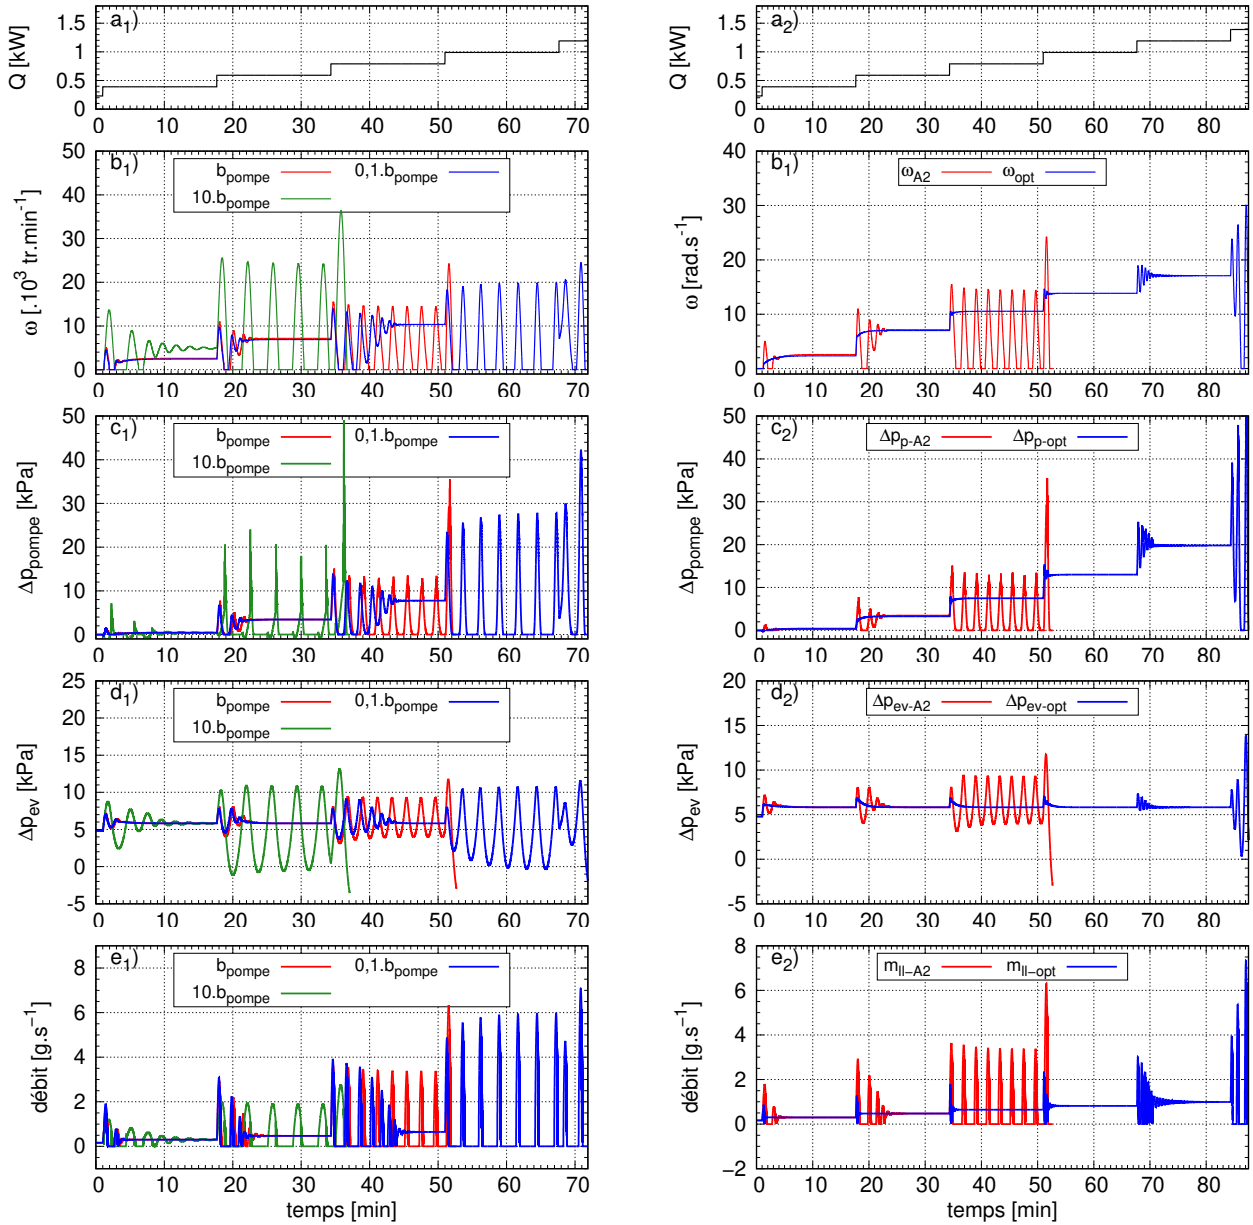 a1)
Q [kW]
1.5
1
0.5
0
0 10 20 30 40 50 60 70
a2)
Q [kW]
1.5
1
0.5
0
0 10 20 30 40 50 60 70 80
b1)
bpompe 0,1.bpompe
10.bpompe
ω [.10³ tr.min⁻¹]
50
40
30
20
10
0
0 10 20 30 40 50 60 70
b1)
ωA2 ωopt
ω [rad.s⁻¹]
40
30
20
10
0
0 10 20 30 40 50 60 70 80
c1)
bpompe 0,1.bpompe
10.bpompe
Δppompe [kPa]
50
40
30
20
10
0
0 10 20 30 40 50 60 70
c2)
Δpp-A2 Δpp-opt
Δppompe [kPa]
50
40
30
20
10
0
0 10 20 30 40 50 60 70 80
d1)
bpompe 0,1.bpompe
10.bpompe
Δpev [kPa]
25
20
15
10
5
0
-5
0 10 20 30 40 50 60 70
d2)
Δpev-A2 Δpev-opt
Δpev [kPa]
20
15
10
5
0
-5
0 10 20 30 40 50 60 70 80
e1)
bpompe 0,1.bpompe
10.bpompe
débit [g.s⁻¹]
8
6
4
2
0
0 10 20 30 40 50 60 70
temps [min]
e2)
mll−A2 mll−opt
débit [g.s⁻¹]
8
6
4
2
0
−2
0 10 20 30 40 50 60 70 80
temps [min]